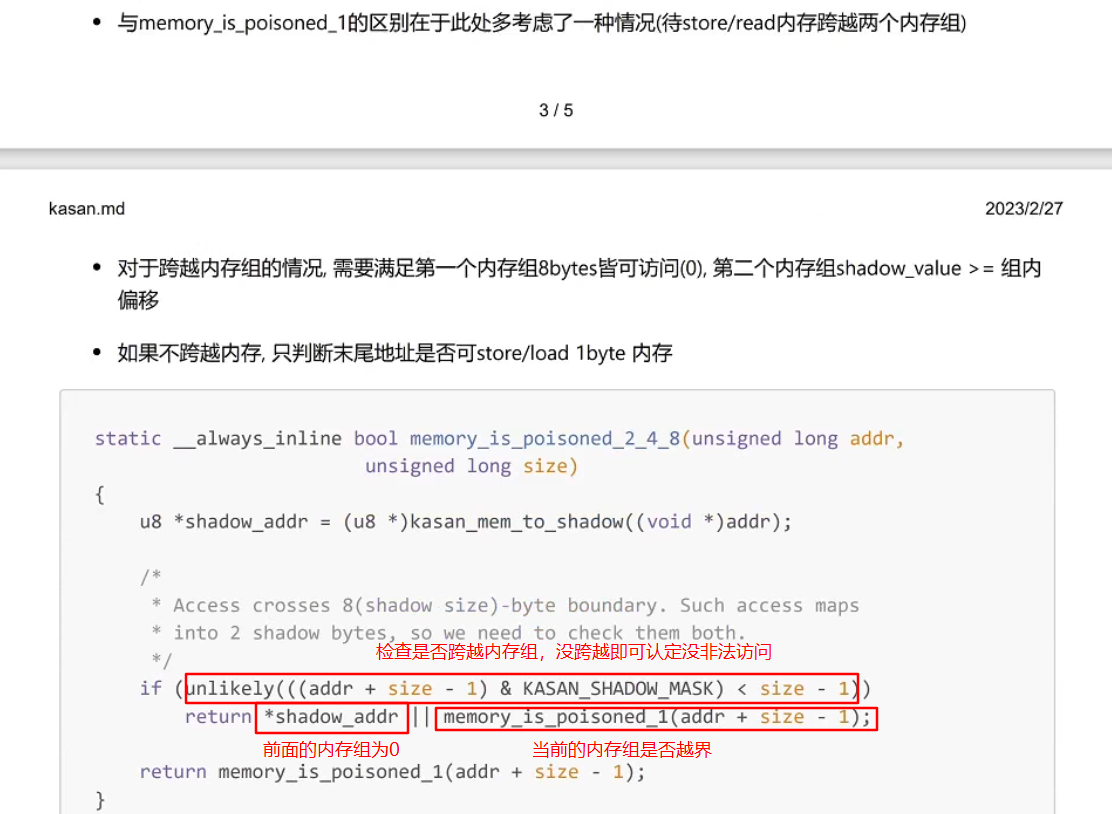 • 与memory_is_poisoned_1的区别在于此处多考虑了一种情况(待store/read内存跨越两个内存组)
3 / 5
kasan.md 2023/2/27
• 对于跨越内存组的情况, 需要满足第一个内存组8bytes皆可访问(0), 第二个内存组shadow_value >= 组内
偏移
• 如果不跨越内存, 只判断末尾地址是否可store/load 1byte 内存
static __always_inline bool memory_is_poisoned_2_4_8(unsigned long addr,
unsigned long size)
{
u8 *shadow_addr = (u8 *)kasan_mem_to_shadow((void *)addr);
/*
* Access crosses 8(shadow size)-byte boundary. Such access maps
* into 2 shadow bytes, so we need to check them both.
检查是否跨越内存组，没跨越即可认定没非法访问
*/
if (unlikely(((addr + size - 1) & KASAN_SHADOW_MASK) < size - 1))
return *shadow_addr || memory_is_poisoned_1(addr + size - 1);
前面的内存组为0 当前的内存组是否越界
return memory_is_poisoned_1(addr + size - 1);
}